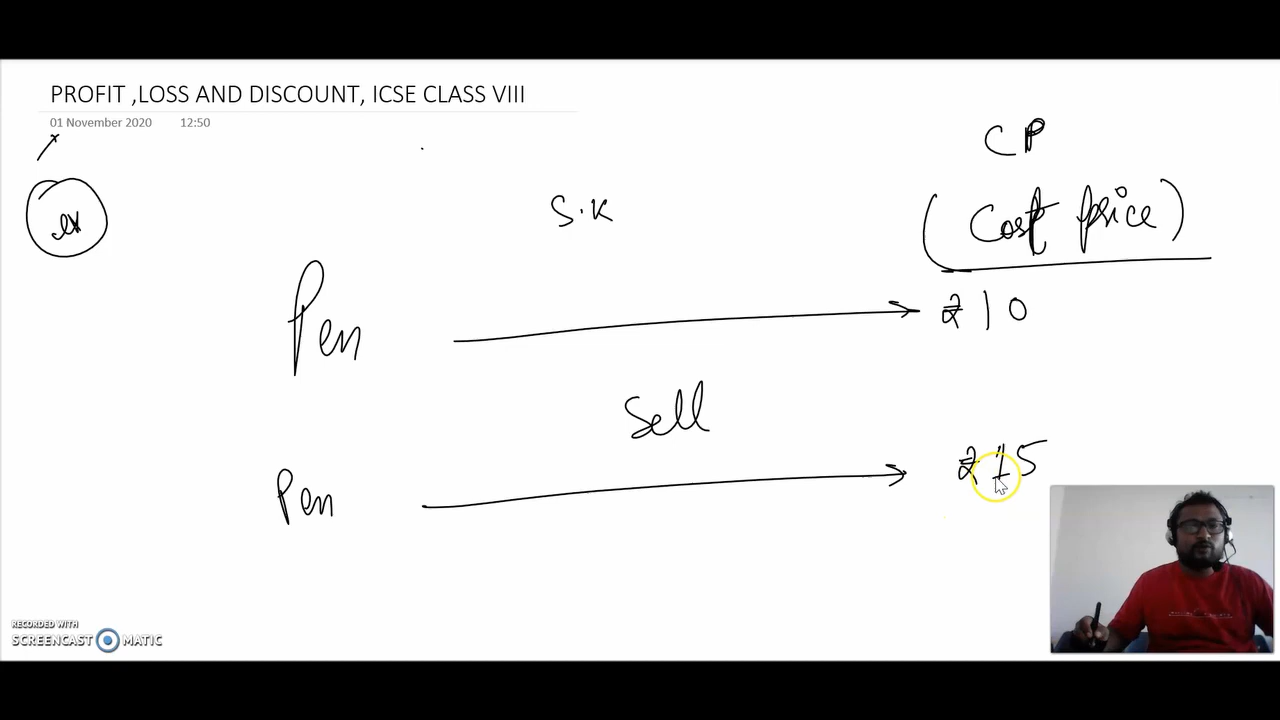 PROFIT ,LOSS AND DISCOUNT, ICSE CLASS VIII
01 November 2020 12:50
CP
S.K
(Cost Price)
ex
Pen → ₹ 10
Sell
Pen → ₹ 15
RECORDED WITH
SCREENCAST MATIC